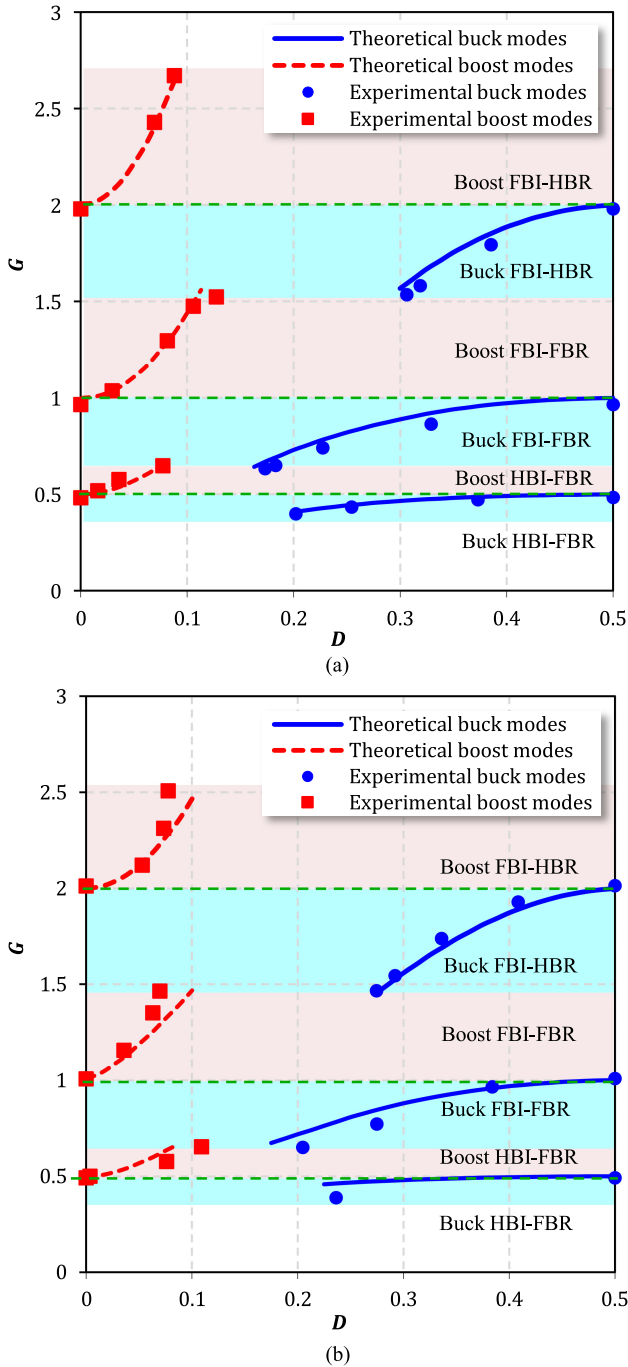 3
Theoretical buck modes
Theoretical boost modes
2.5
Experimental buck modes
Experimental boost modes
Boost FBI-HBR
2
G
Buck FBI-HBR
1.5
Boost FBI-FBR
1
Buck FBI-FBR
Boost HBI-FBR
0.5
Buck HBI-FBR
0
0 0.1 0.2 0.3 0.4 0.5
D
(a)
3
Theoretical buck modes
Theoretical boost modes
Experimental buck modes
2.5
Experimental boost modes
Boost FBI-HBR
2
G
Buck FBI-HBR
1.5
Boost FBI-FBR
1
Buck FBI-FBR
Boost HBI-FBR
0.5
Buck HBI-FBR
0
0 0.1 0.2 0.3 0.4 0.5
D
(b)